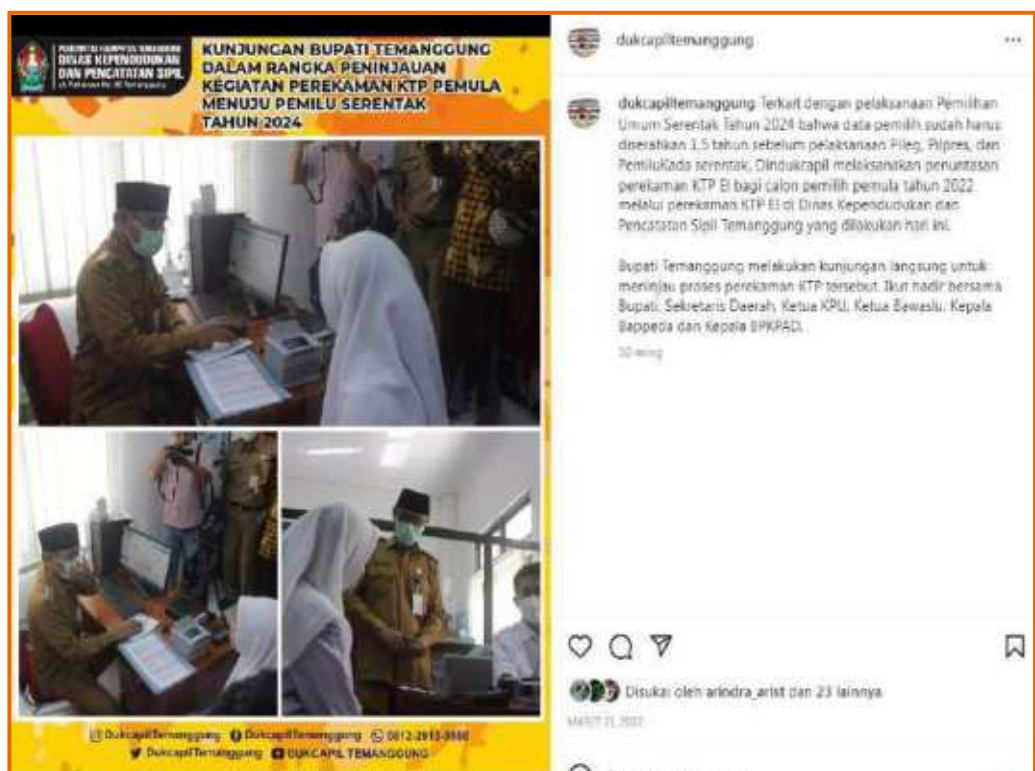 PEMERINTAH KABUPATEN TEMANGGUNG
DINAS KEPENDUDUKAN
DAN PENCATATAN SIPIL
KUNJUNGAN BUPATI TEMANGGUNG
DALAM RANGKA PENINJAUAN
KEGIATAN PEREKAMAN KTP PEMULA
MENUJU PEMILU SERENTAK
TAHUN 2024
DukcapilTemanggung DukcapilTemanggung
DukcapilTemanggung DUKCAPIL TEMANGGUNG
dukcapiltemanggung
dukcapiltemanggung Terkait dengan pelaksanaan Pemilihan
Umum Serentak Tahun 2024 bahwa data pemilih sudah harus
diserahkan 1.5 tahun sebelum pelaksanaan Pileg, Pilpres, dan
PemiluKada serentak, Dindukcapil melaksanakan penuntasan
perekaman KTP El bagi calon pemilih pemula tahun 2022
melalui perekaman KTP El di Dinas Kependudukan dan
Pencatatan Sipil Temanggung yang dilakukan hari ini.
Bupati Temanggung melakukan kunjungan langsung untuk
meninjau proses perekaman KTP tersebut. Ikut hadir bersama
Bupati, Sekretaris Daerah, Ketua KPU, Ketua Bawaslu, Kepala
Bappeda dan Kepala BPKPAD.
Disukai oleh arindra_arist dan 23 lainnya